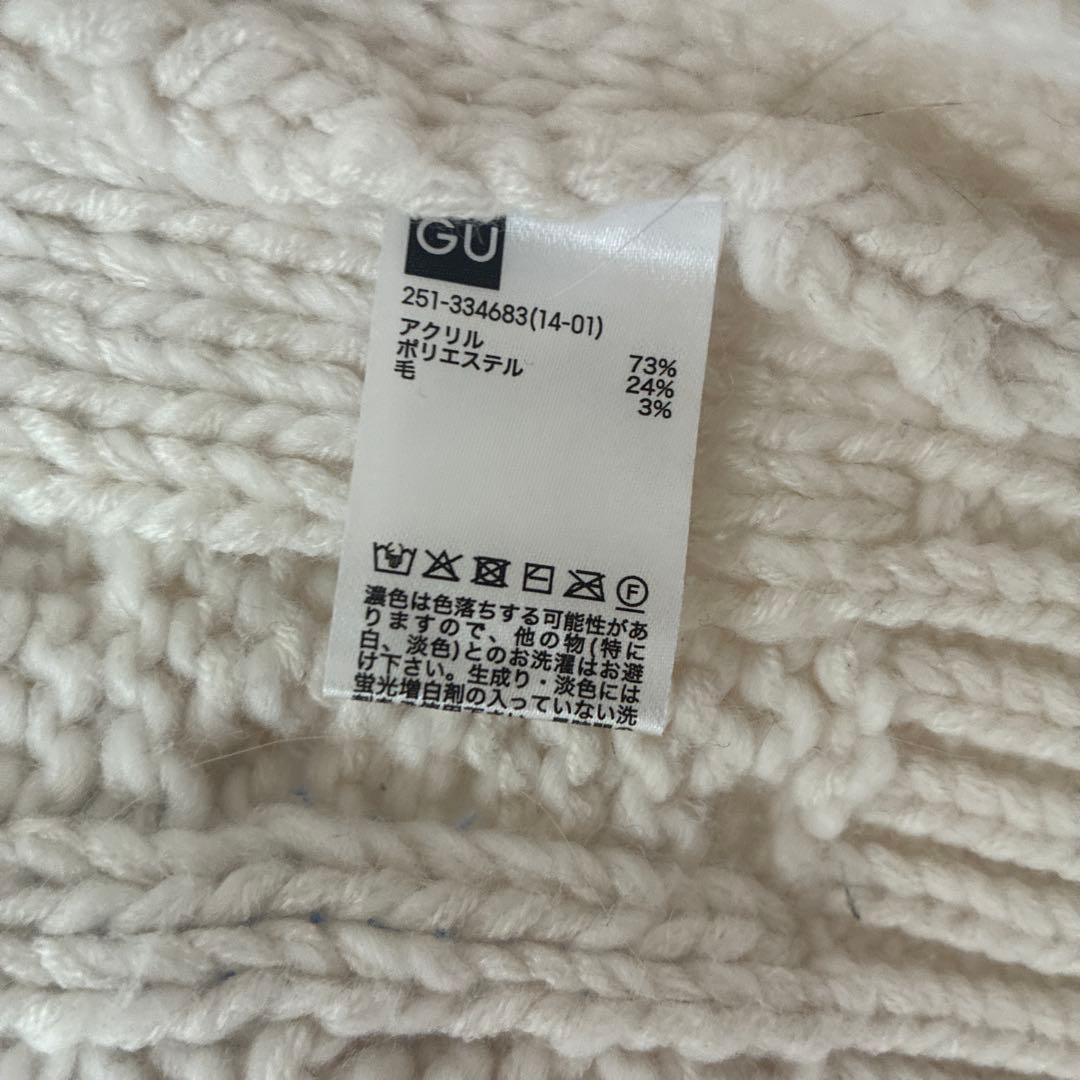 GU
251-334683(14-01)
アクリル 73%
ポリエステル 24%
毛 3%
F
濃色は色落ちする可能性があ
りますので、他の物(特に
白、淡色)とのお洗濯はお避
け下さい。生成り・淡色には
蛍光増白剤の入っていない洗